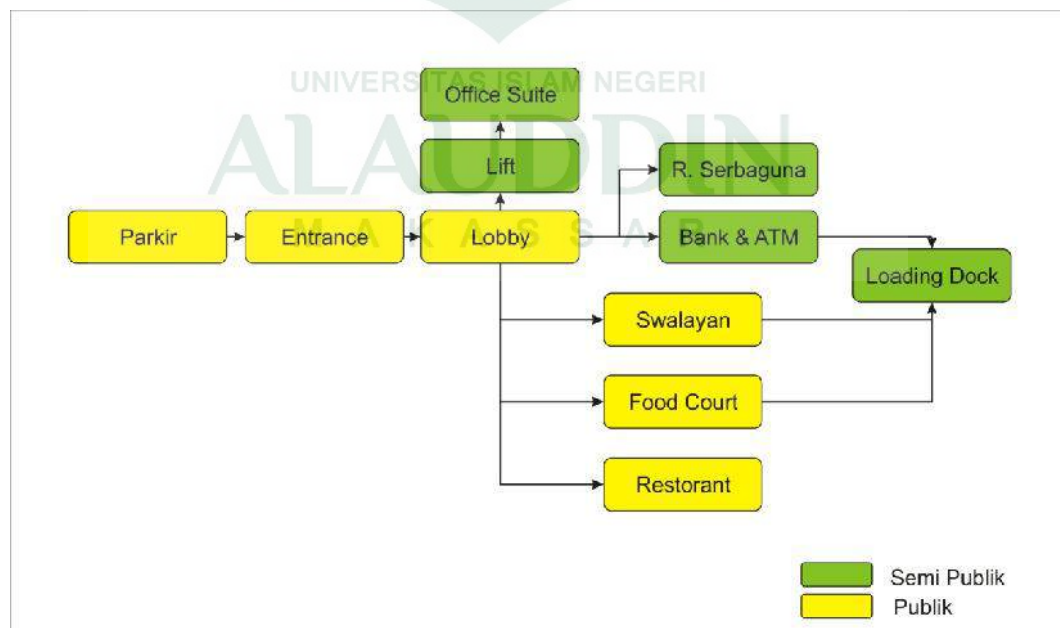 UNIVERSITAS ISLAM NEGERI
ALAUDDIN
M A K A S S A R
Office Suite
Lift
R. Serbaguna
Parkir
Entrance
Lobby
Bank & ATM
Loading Dock
Swalayan
Food Court
Restorant
Semi Publik
Publik